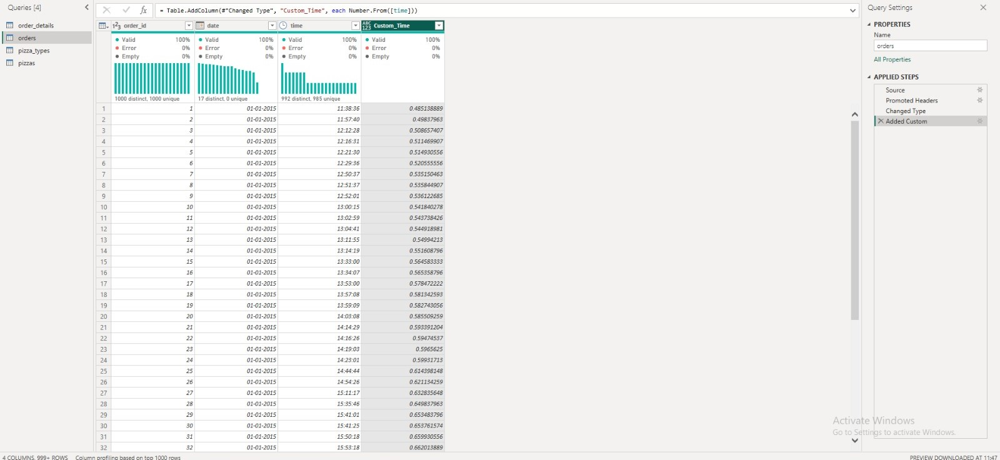 Queries [4]
order_details
orders
pizza_types
pizzas
fx
= Table.AddColumn(#"Changed Type", "Custom_Time", each Number.From([time]))
1²3 order_id date time ABC 123 Custom_Time
Valid 100% Valid 100% Valid 100% Valid 100%
Error 0% Error 0% Error 0% Error 0%
Empty 0% Empty 0% Empty 0% Empty 0%
1000 distinct, 1000 unique 17 distinct, 0 unique 992 distinct, 985 unique
1 1 01-01-2015 11:38:36 0.485138889
2 2 01-01-2015 11:57:40 0.49837963
3 3 01-01-2015 12:12:28 0.508657407
4 4 01-01-2015 12:16:31 0.511469907
5 5 01-01-2015 12:21:30 0.514930556
6 6 01-01-2015 12:29:36 0.520555556
7 7 01-01-2015 12:50:37 0.535150463
8 8 01-01-2015 12:51:37 0.535844907
9 9 01-01-2015 12:52:01 0.536122685
10 10 01-01-2015 13:00:15 0.541840278
11 11 01-01-2015 13:02:59 0.543738426
12 12 01-01-2015 13:04:41 0.544918981
13 13 01-01-2015 13:11:55 0.54994213
14 14 01-01-2015 13:14:19 0.551608796
15 15 01-01-2015 13:33:00 0.564583333
16 16 01-01-2015 13:34:07 0.565358796
17 17 01-01-2015 13:53:00 0.578472222
18 18 01-01-2015 13:57:08 0.581342593
19 19 01-01-2015 13:59:09 0.582743056
20 20 01-01-2015 14:03:08 0.585509259
21 21 01-01-2015 14:14:29 0.593391204
22 22 01-01-2015 14:16:26 0.59474537
23 23 01-01-2015 14:19:03 0.5965625
24 24 01-01-2015 14:23:01 0.59931713
25 25 01-01-2015 14:44:44 0.614398148
26 26 01-01-2015 14:54:26 0.621134259
27 27 01-01-2015 15:11:17 0.632835648
28 28 01-01-2015 15:35:46 0.649837963
29 29 01-01-2015 15:41:01 0.653483796
30 30 01-01-2015 15:41:25 0.653761574
31 31 01-01-2015 15:50:18 0.659930556
32 32 01-01-2015 15:53:18 0.662013889
Query Settings
PROPERTIES
Name
orders
All Properties
APPLIED STEPS
Source
Promoted Headers
Changed Type
Added Custom
Activate Windows
Go to Settings to activate Windows.
4 COLUMNS, 999+ ROWS Column profiling based on top 1000 rows
PREVIEW DOWNLOADED AT 11:47